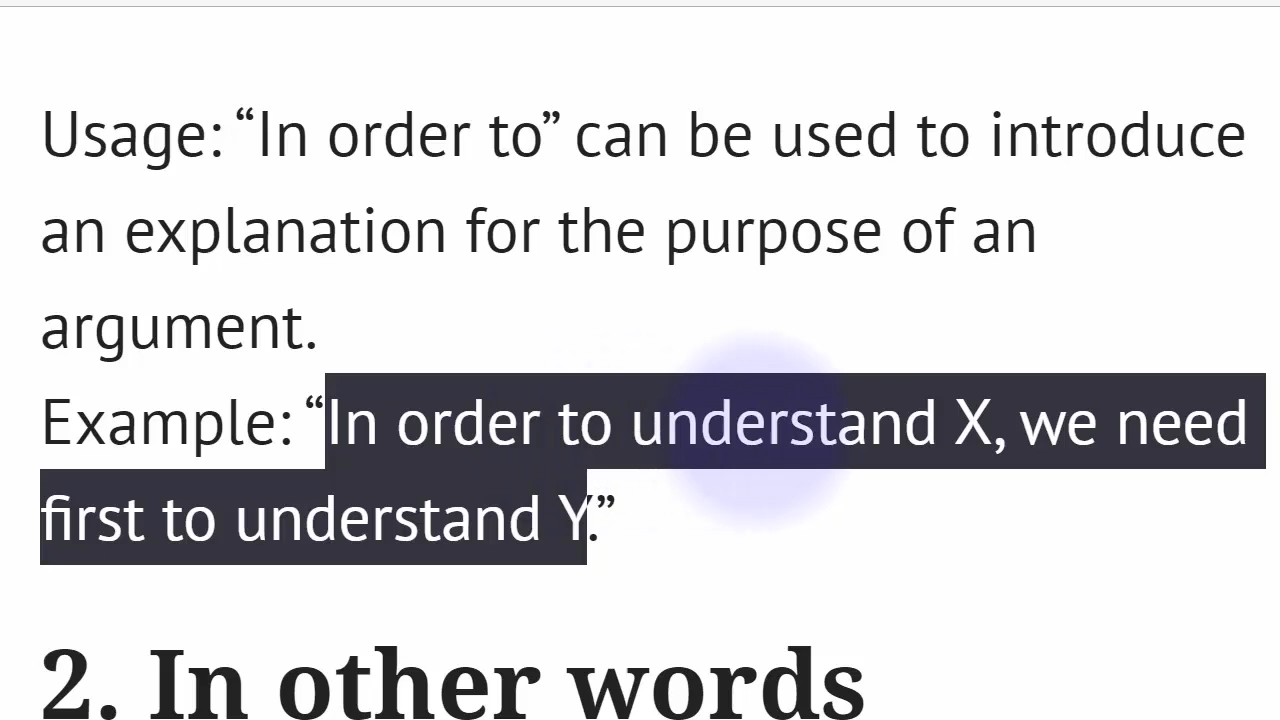 Usage: “In order to” can be used to introduce
an explanation for the purpose of an
argument.
Example: “In order to understand X, we need
first to understand Y.”
2. In other words